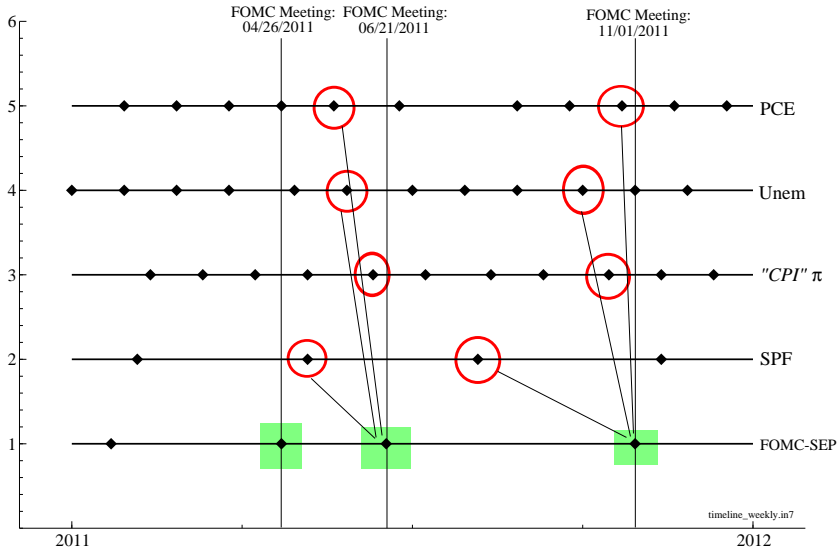 FOMC Meeting:
04/26/2011
FOMC Meeting:
06/21/2011
FOMC Meeting:
11/01/2011
6
5
PCE
4
Unem
3
"CPI" π
2
SPF
1
FOMC-SEP
timeline_weekly.in7
2011
2012